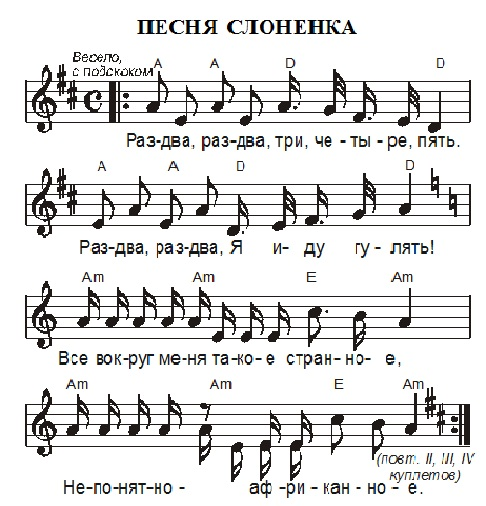 ПЕСНЯ СЛОНЕНКА
Весело,
с подскоком
A A D D
Раз-два, раз-два, три, че - ты - ре, пять.
A A D D
Раз-два, раз-два, Я и- ду гу - лять!
Am Am E Am
Все вок-руг ме-ня та-ко- е стран-но- е,
Am Am E Am
(повт. II, III, IV
куплетов)
Не-по-нят-но - аф-ри-кан-но-е.